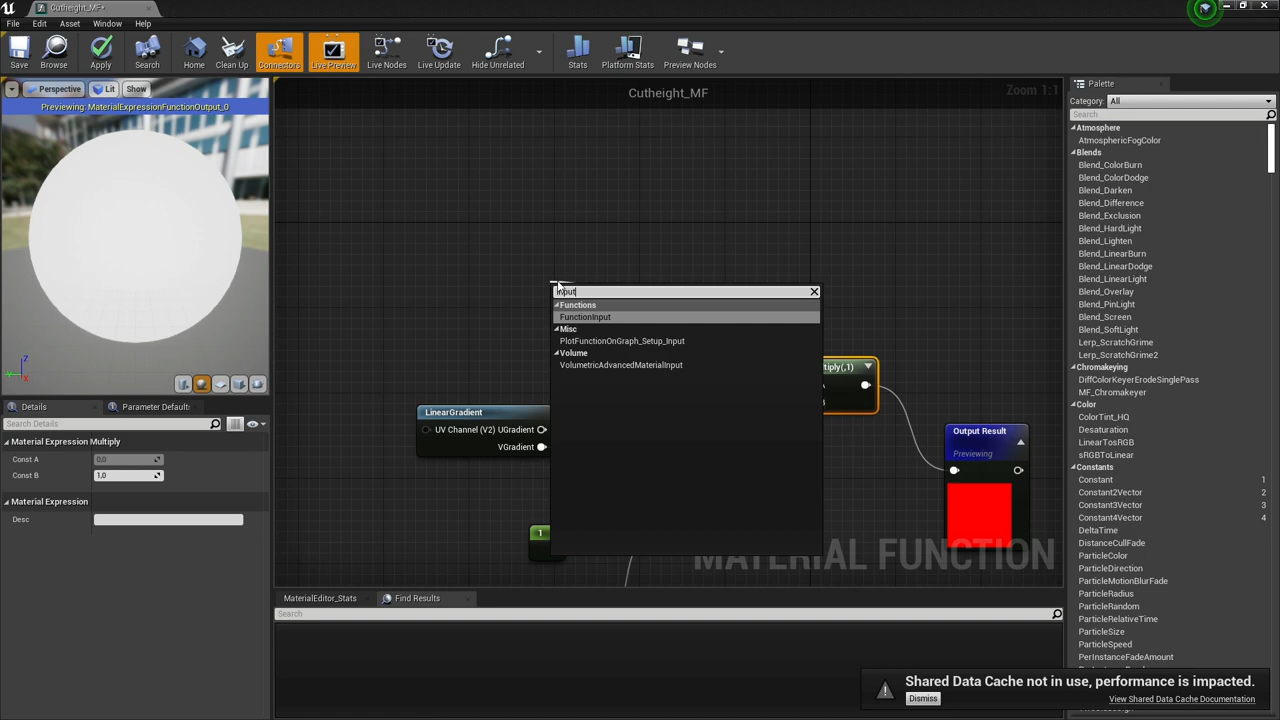 Cutheight_MF*
File Edit Asset Window Help
Save Browse Apply Search Home Clean Up Connectors Live Preview Live Nodes Live Update Hide Unrelated Stats Platform Stats Preview Nodes
Perspective Lit Show
Previewing: MaterialExpressionFunctionOutput_0
Cutheight_MF
Zoom 1:1
Palette
Category: All
Search
Atmosphere
AtmosphericFogColor
Blends
Blend_ColorBurn
Blend_ColorDodge
Blend_Darken
Blend_Difference
Blend_Exclusion
Blend_HardLight
Blend_Lighten
Blend_LinearBurn
Blend_LinearDodge
Blend_LinearLight
Blend_Overlay
Blend_PinLight
Blend_Screen
Blend_SoftLight
Lerp_ScratchGrime
Lerp_ScratchGrime2
Chromakeying
DiffColorKeyerErodeSinglePass
MF_Chromakeyer
Color
ColorTint_HQ
Desaturation
LinearTosRGB
sRGBToLinear
Constants
Constant 1
Constant2Vector 2
Constant3Vector 3
Constant4Vector 4
DeltaTime
DistanceCullFade
ParticleColor
ParticleDirection
ParticleMotionBlurFade
ParticleRadius
ParticleRandom
ParticleRelativeTime
ParticleSize
ParticleSpeed
PerInstanceFadeAmount
input
Functions
FunctionInput
Misc
PlotFunctionOnGraph_Setup_Input
Volume
VolumetricAdvancedMaterialInput
tiply(,1)
LinearGradient
UV Channel (V2) UGradient
VGradient
1
Output Result
Previewing
MATERIAL FUNCTION
Z
Y
X
Details Parameter Default:
Search Details
Material Expression Multiply
Const A 0,0
Const B 1,0
Material Expression
Desc
MaterialEditor_Stats Find Results
Search
Shared Data Cache not in use, performance is impacted.
Dismiss View Shared Data Cache Documentation